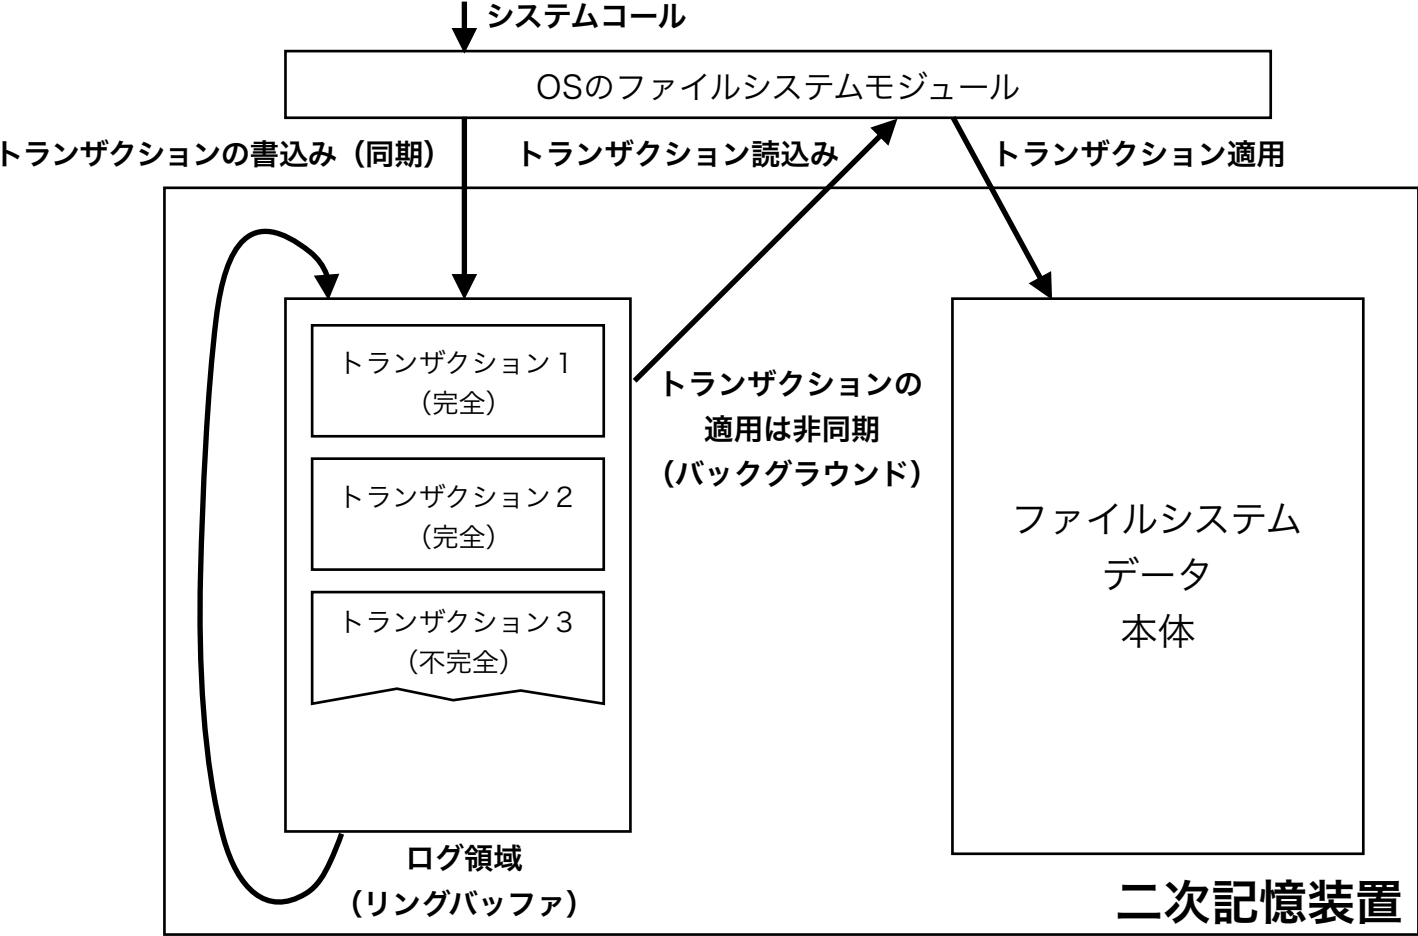 システムコール
OSのファイルシステムモジュール
トランザクションの書込み（同期）
トランザクション読込み
トランザクション適用
トランザクション１
（完全）
トランザクション２
（完全）
トランザクション３
（不完全）
トランザクションの
適用は非同期
（バックグラウンド）
ファイルシステム
データ
本体
ログ領域
（リングバッファ）
二次記憶装置